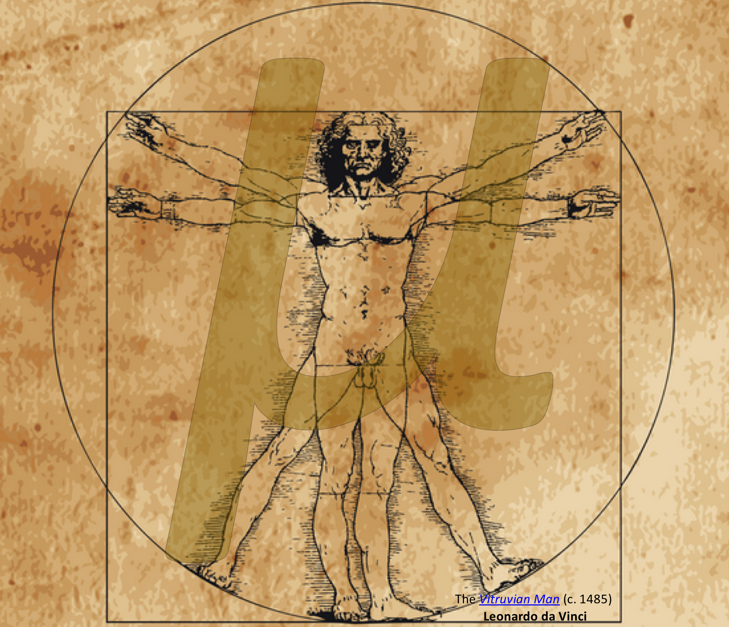 μ
The Vitruvian Man (c. 1485)
Leonardo da Vinci